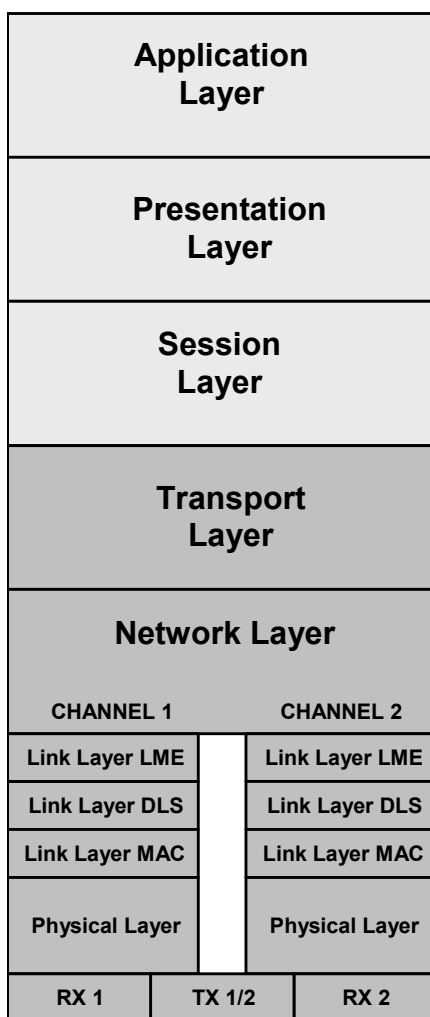 Application
Layer
Presentation
Layer
Session
Layer
Transport
Layer
Network Layer
CHANNEL 1 CHANNEL 2
Link Layer LME Link Layer LME
Link Layer DLS Link Layer DLS
Link Layer MAC Link Layer MAC
Physical Layer Physical Layer
RX 1 TX 1/2 RX 2